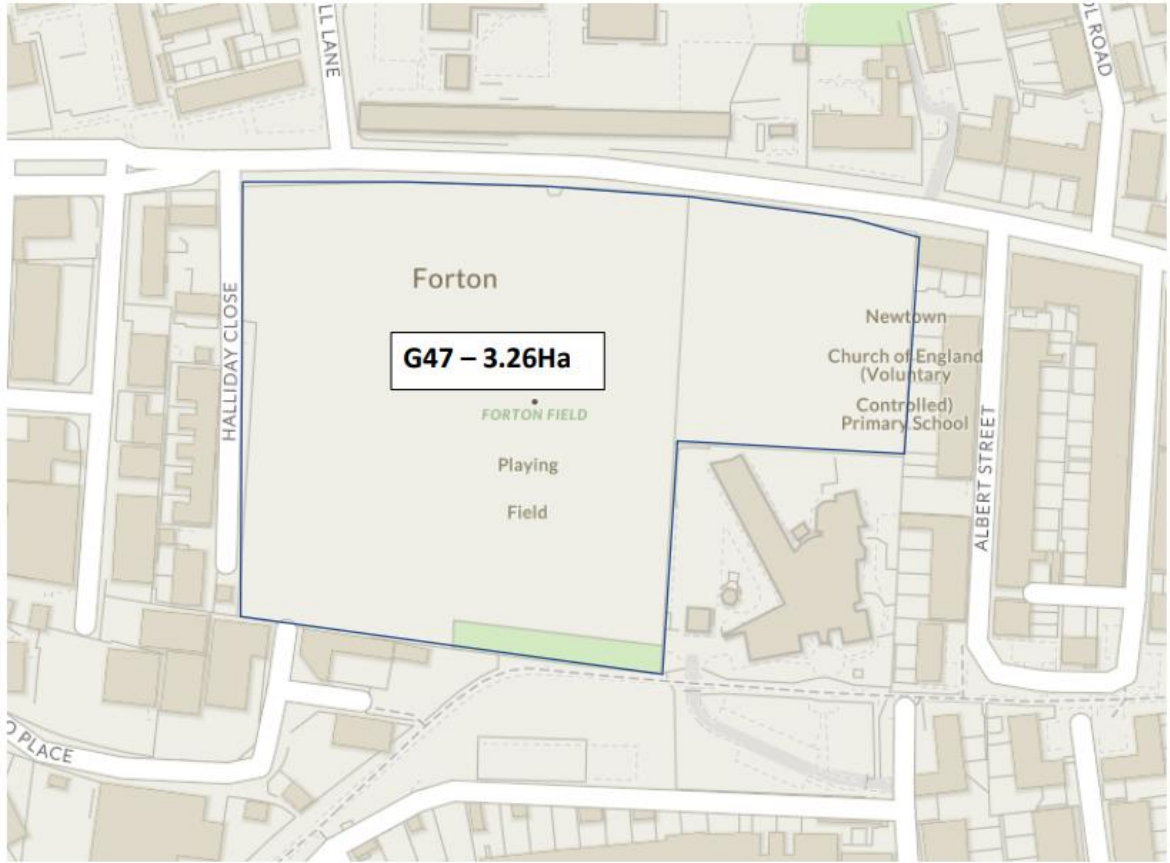 LL LANE
OL ROAD
Forton
HALLIDAY CLOSE
G47 – 3.26Ha
FORTON FIELD
Playing
Field
Newtown
Church of England
(Voluntary
Controlled)
Primary School
ALBERT STREET
O PLACE